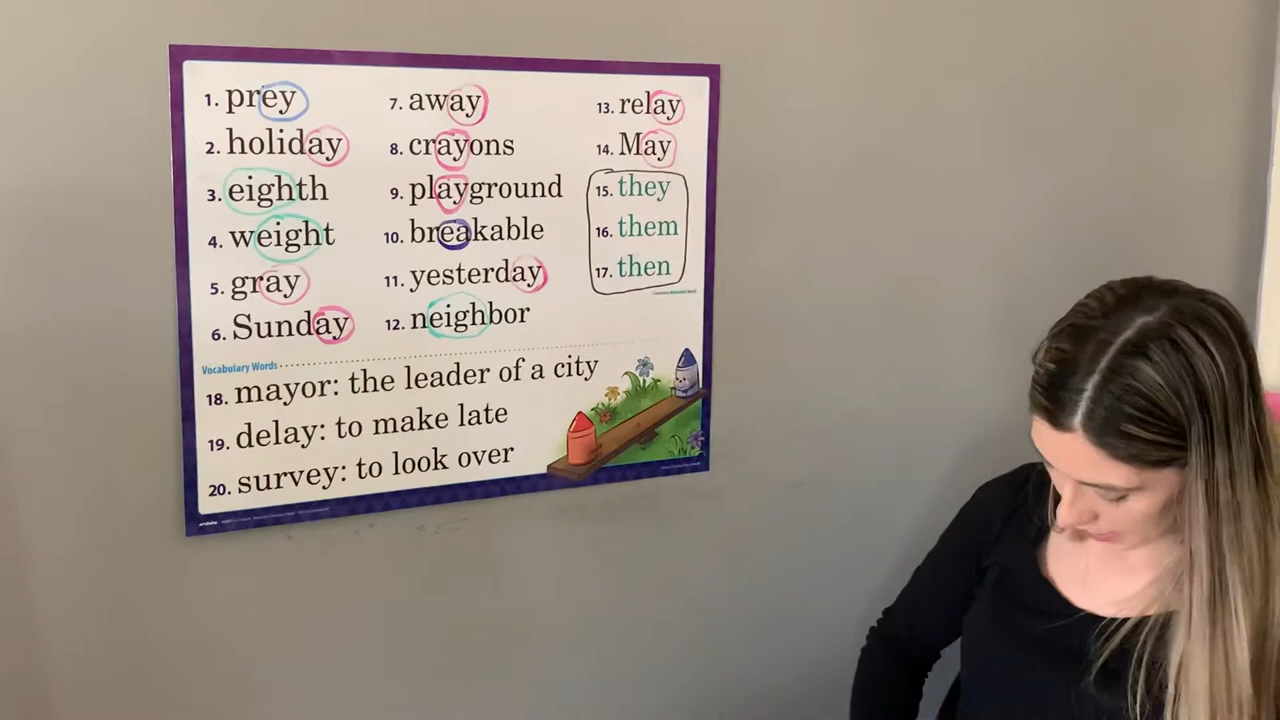 1. prey
2. holiday
3. eighth
4. weight
5. gray
6. Sunday
7. away
8. crayons
9. playground
10. breakable
11. yesterday
12. neighbor
13. relay
14. May
15. they
16. them
17. then
Vocabulary Words
18. mayor: the leader of a city
19. delay: to make late
20. survey: to look over